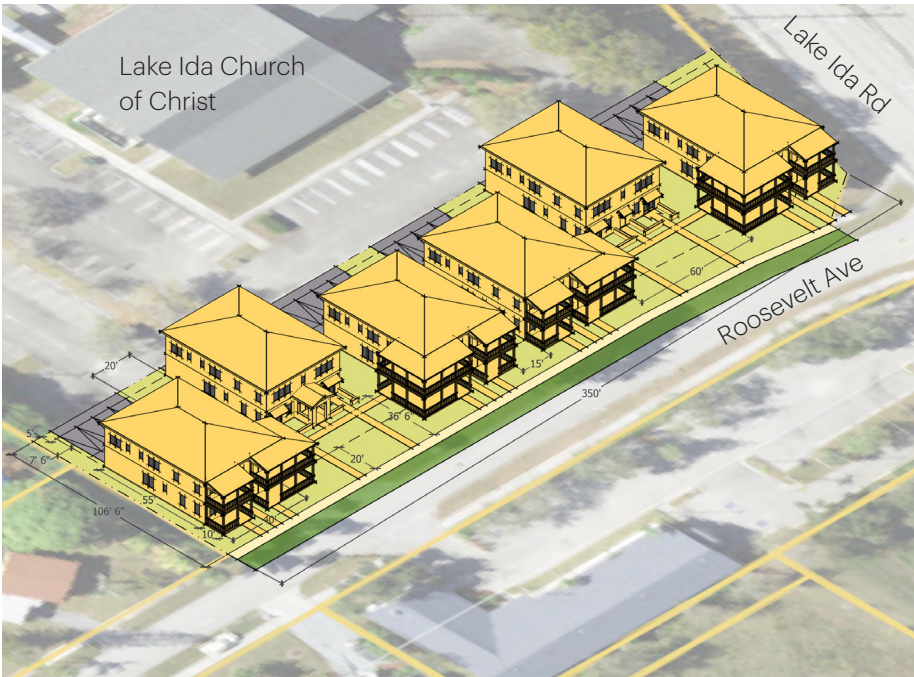 Lake Ida Church
of Christ
Lake Ida Rd
Roosevelt Ave
60'
350'
15'
36' 6"
20'
20'
5'
7' 6"
55'
106' 6"
10'